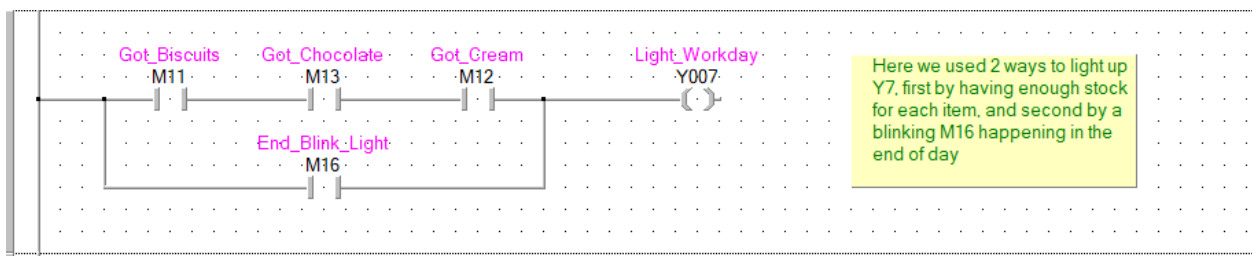 Got_Biscuits Got_Chocolate Got_Cream Light_Workday
M11 M13 M12 Y007
End_Blink_Light
M16
Here we used 2 ways to light up
Y7, first by having enough stock
for each item, and second by a
blinking M16 happening in the
end of day